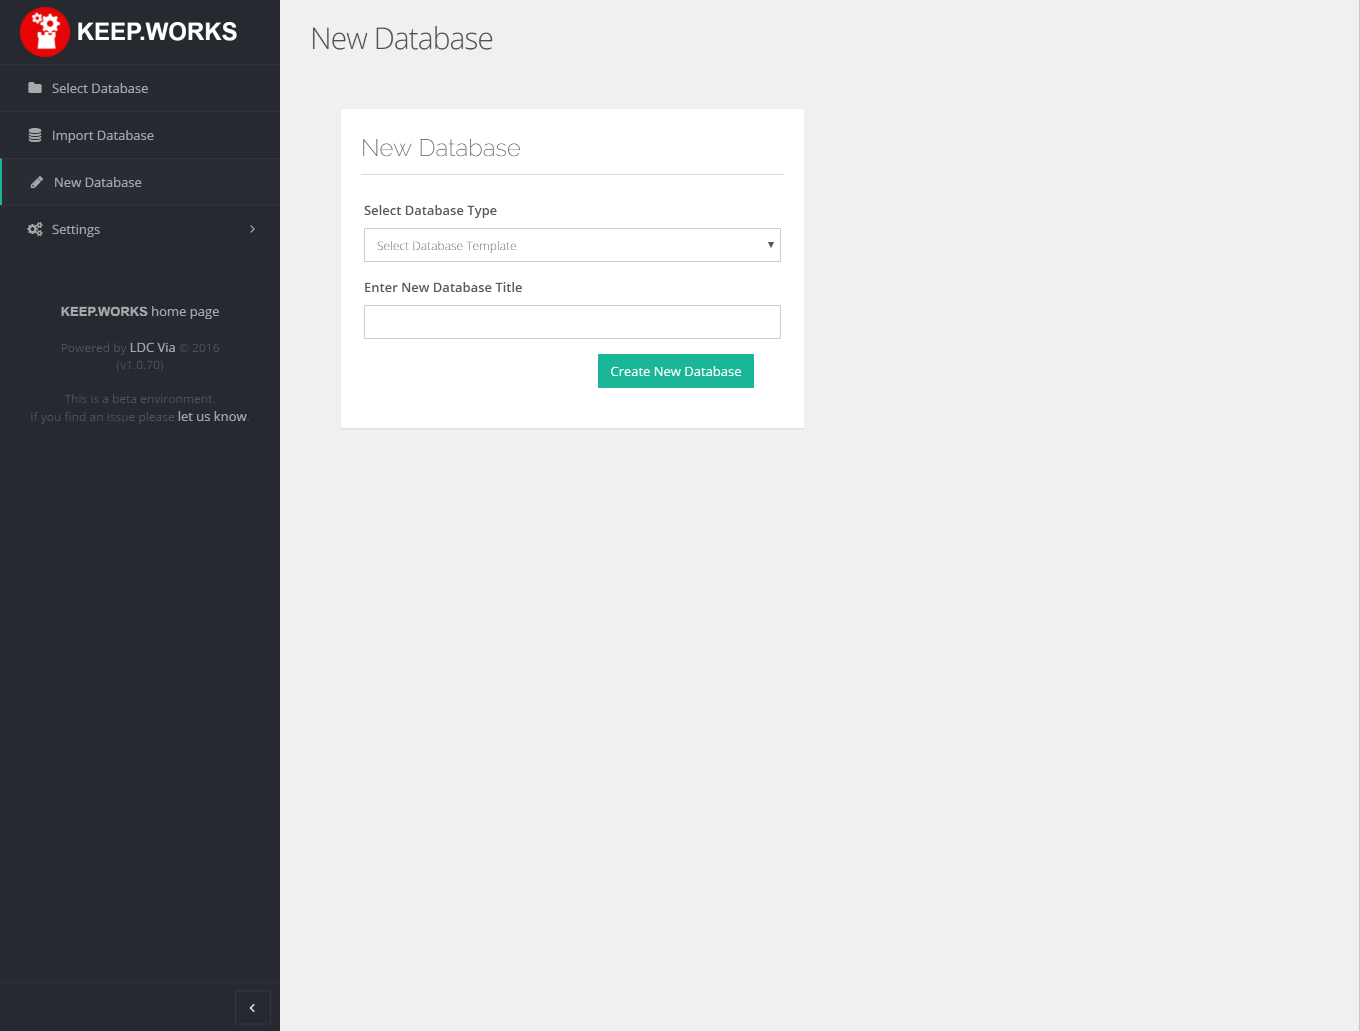 KEEP.WORKS
Select Database
Import Database
New Database
Settings
KEEP.WORKS home page
Powered by LDC Via © 2016
(v1.0.70)
This is a beta environment.
If you find an issue please let us know.
New Database
New Database
Select Database Type
Select Database Template
Enter New Database Title
Create New Database